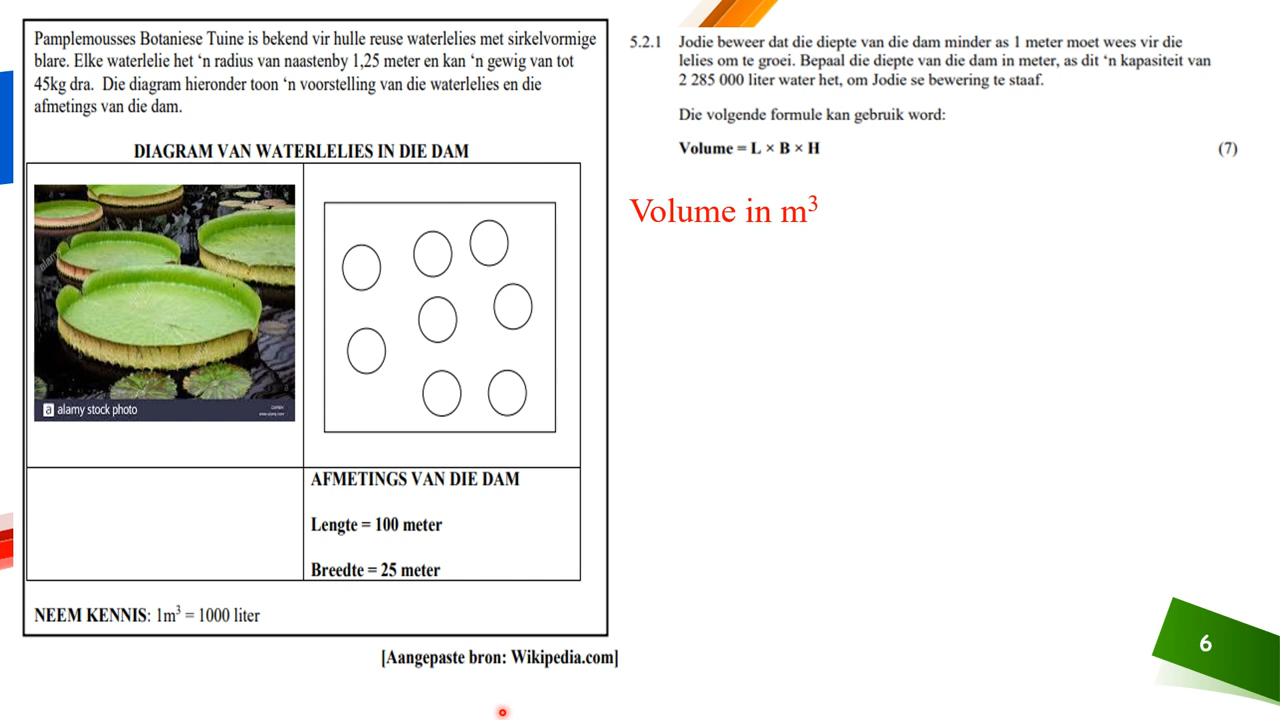 Pamplemousses Botaniese Tuine is bekend vir hulle reuse waterlelies met sirkelvormige
blare. Elke waterlelie het ‘n radius van naastenby 1,25 meter en kan ‘n gewig van tot
45kg dra. Die diagram hieronder toon ‘n voorstelling van die waterlelies en die
afmetings van die dam.
DIAGRAM VAN WATERLELIES IN DIE DAM
alamy
a alamy stock photo
AFMETINGS VAN DIE DAM
Lengte = 100 meter
Breedte = 25 meter
NEEM KENNIS: 1m³ = 1000 liter
[Aangepaste bron: Wikipedia.com]
5.2.1 Jodie beweer dat die diepte van die dam minder as 1 meter moet wees vir die
lelies om te groei. Bepaal die diepte van die dam in meter, as dit ‘n kapasiteit van
2 285 000 liter water het, om Jodie se bewering te staaf.
Die volgende formule kan gebruik word:
Volume = L × B × H (7)
Volume in m³
6